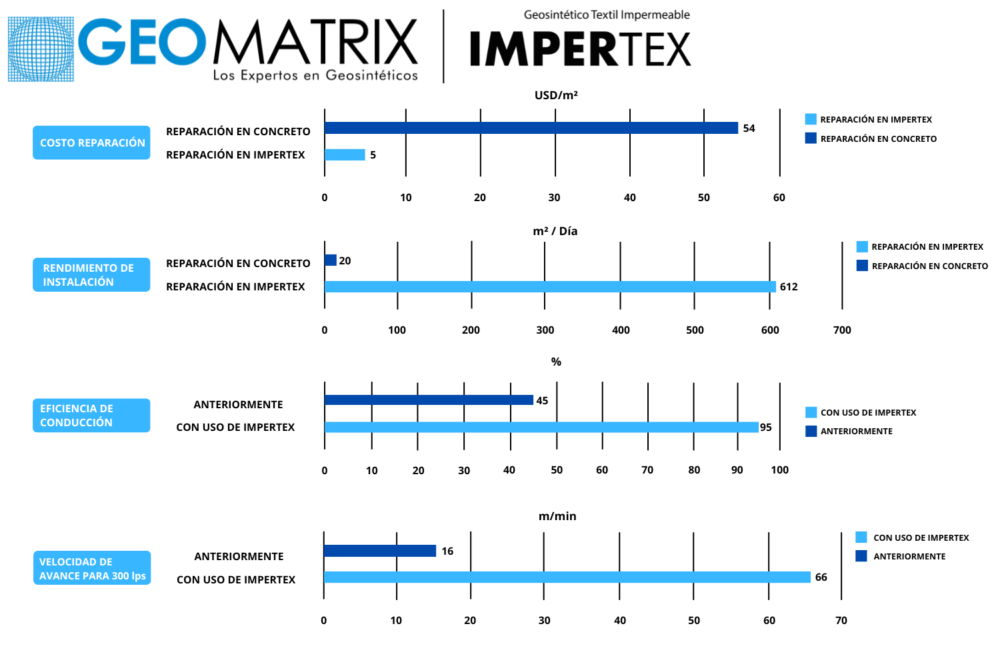 GEOMATRIX
Los Expertos en Geosintéticos
Geosintético Textil Impermeable
IMPERTEX
USD/m²
COSTO REPARACIÓN
REPARACIÓN EN CONCRETO
54
REPARACIÓN EN IMPERTEX
5
REPARACIÓN EN IMPERTEX
REPARACIÓN EN CONCRETO
0 10 20 30 40 50 60
m² / Día
RENDIMIENTO DE
INSTALACIÓN
REPARACIÓN EN CONCRETO
20
REPARACIÓN EN IMPERTEX
612
REPARACIÓN EN IMPERTEX
REPARACIÓN EN CONCRETO
0 100 200 300 400 500 600 700
%
EFICIENCIA DE
CONDUCCIÓN
ANTERIORMENTE
45
CON USO DE IMPERTEX
95
CON USO DE IMPERTEX
ANTERIORMENTE
0 10 20 30 40 50 60 70 80 90 100
m/min
VELOCIDAD DE
AVANCE PARA 300 lps
ANTERIORMENTE
16
CON USO DE IMPERTEX
66
CON USO DE IMPERTEX
ANTERIORMENTE
0 10 20 30 40 50 60 70